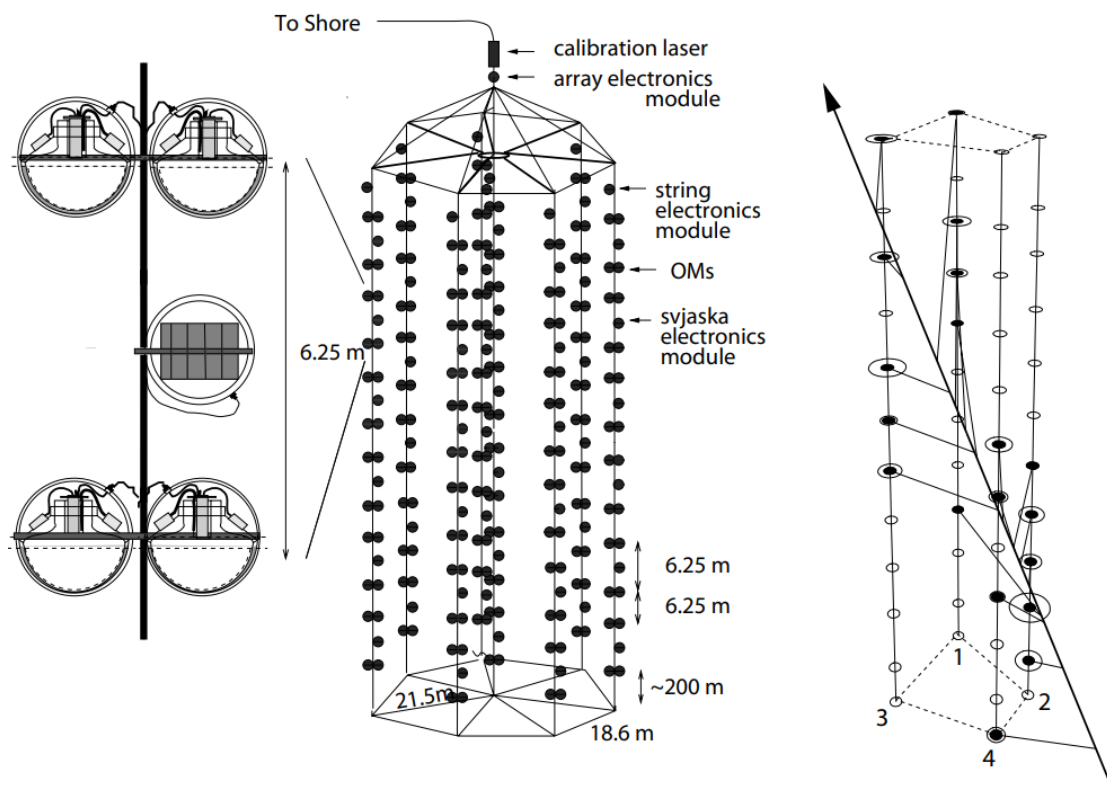 To Shore
calibration laser
array electronics
module
string
electronics
module
OMs
svjaska
electronics
module
6.25 m
6.25 m
6.25 m
~200 m
21.5m
18.6 m
1
2
3
4